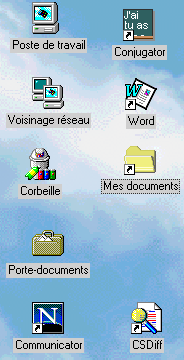 J'ai
tu as
Poste de travail
Conjugator
Voisinage réseau
W
Word
Corbeille
Mes documents
Porte-documents
N
Communicator
CSDiff